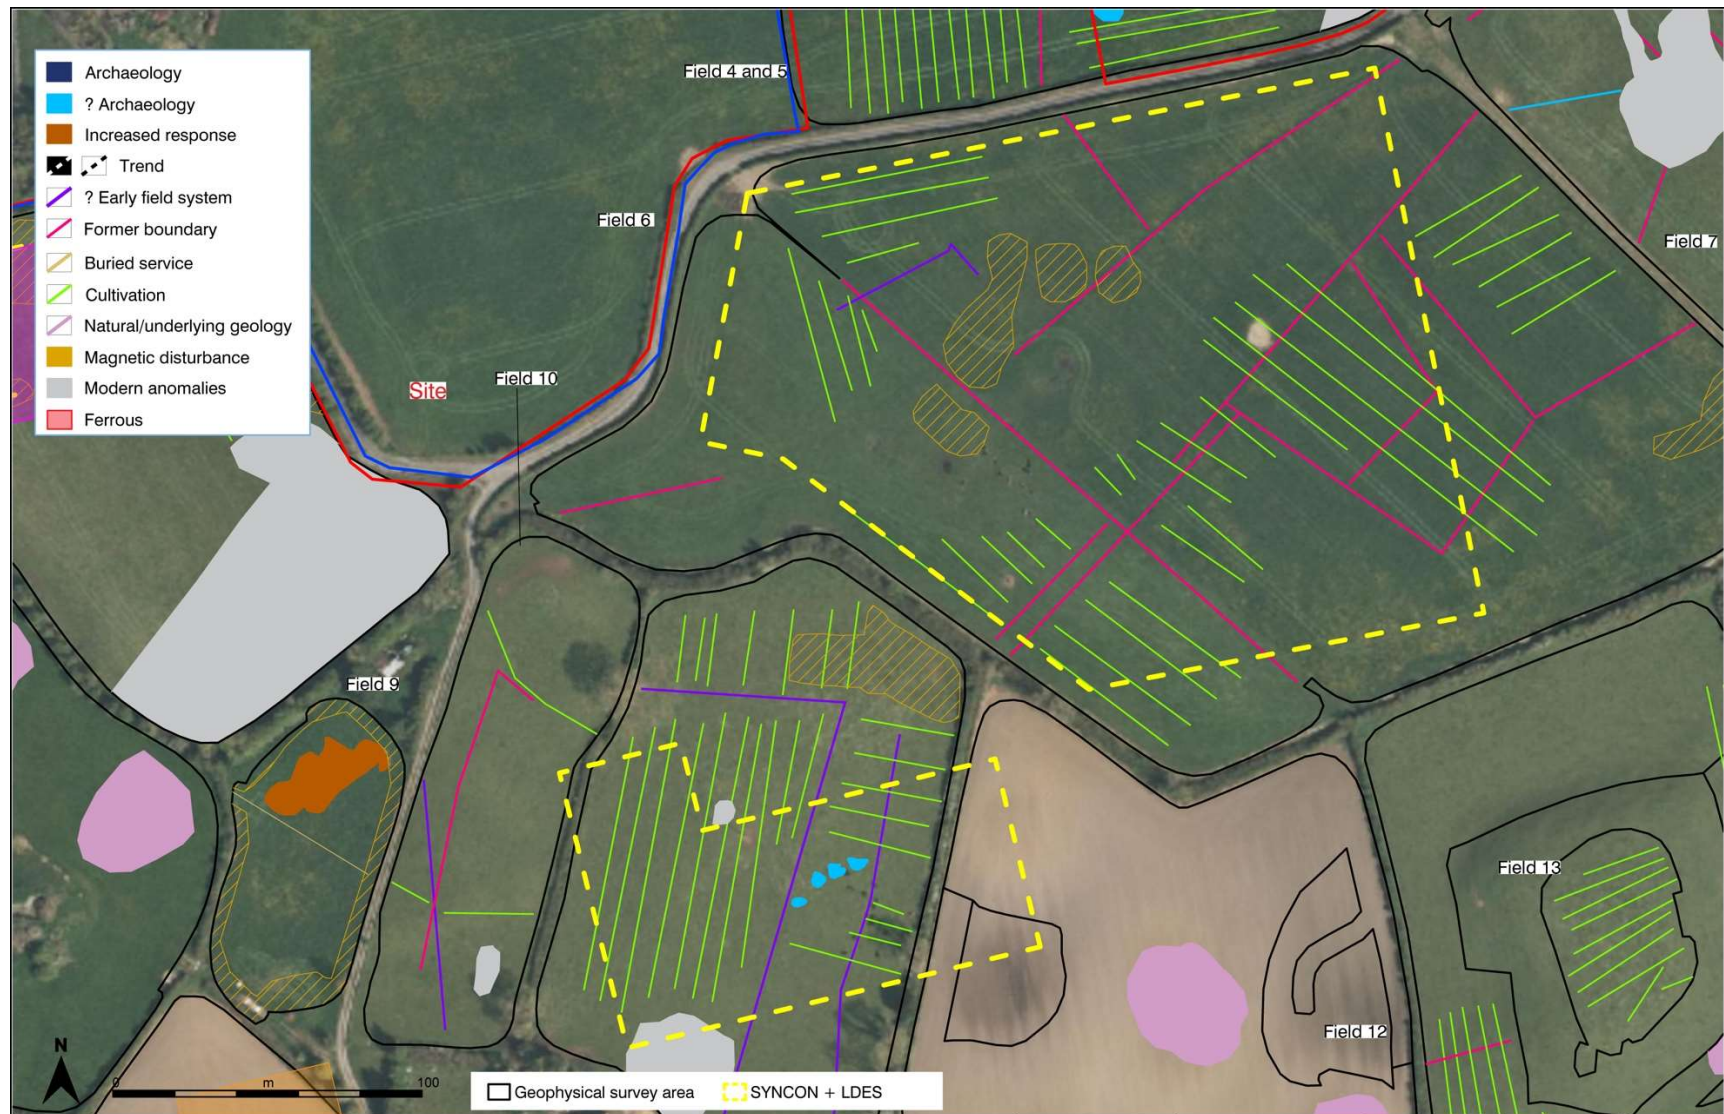 Archaeology
? Archaeology
Increased response
Trend
? Early field system
Former boundary
Buried service
Cultivation
Natural/underlying geology
Magnetic disturbance
Modern anomalies
Ferrous
Field 4 and 5
Field 6
Field 7
Site
Field 10
Field 9
Field 13
Field 12
N
0 m 100
Geophysical survey area
SYNCON + LDES